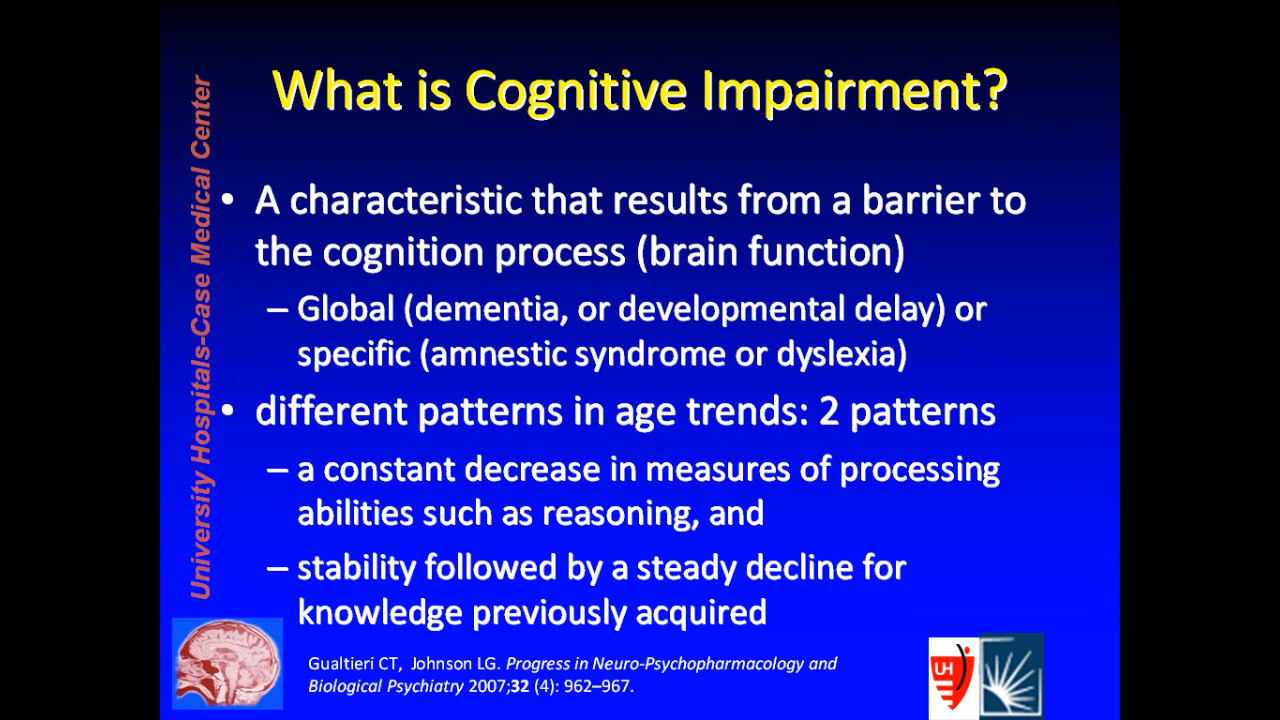 What is Cognitive Impairment?
University Hospitals-Case Medical Center
• A characteristic that results from a barrier to
the cognition process (brain function)
– Global (dementia, or developmental delay) or
specific (amnestic syndrome or dyslexia)
• different patterns in age trends: 2 patterns
– a constant decrease in measures of processing
abilities such as reasoning, and
– stability followed by a steady decline for
knowledge previously acquired
Gualtieri CT, Johnson LG. Progress in Neuro-Psychopharmacology and
Biological Psychiatry 2007;32 (4): 962–967.
UH